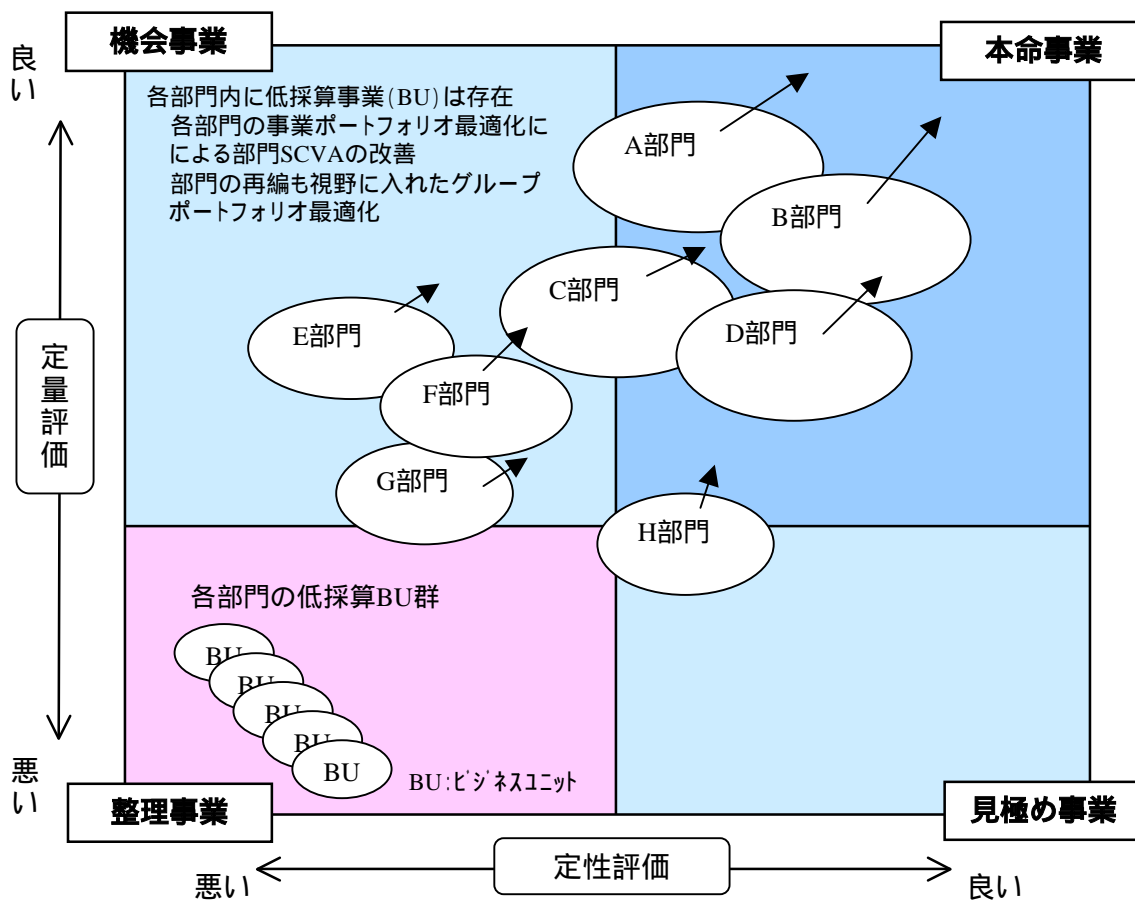 機会事業
本命事業
良い
各部門内に低採算事業(BU)は存在
各部門の事業ポートフォリオ最適化に
による部門SCVAの改善
部門の再編も視野に入れたグループ
ポートフォリオ最適化
A部門
B部門
C部門
D部門
E部門
F部門
G部門
H部門
定量評価
各部門の低採算BU群
BU
BU
BU
BU
BU
BU:ﾋﾞｼﾞﾈｽﾕﾆｯﾄ
悪い
整理事業
見極め事業
悪い
定性評価
良い